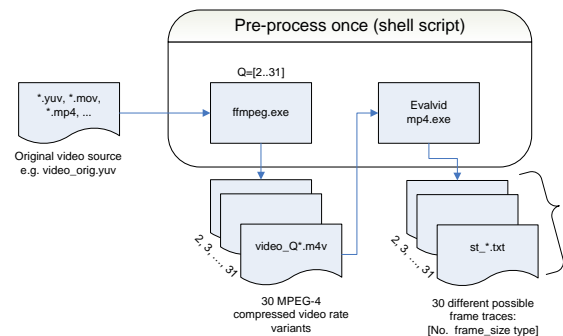 Pre-process once (shell script)
Q=[2..31]
*.yuv, *.mov,
*.mp4, ...
ffmpeg.exe
Evalvid
mp4.exe
Original video source
e.g. video_orig.yuv
2, 3, ..., 31
video_Q*.m4v
2, 3, ..., 31
st_*.txt
30 MPEG-4
compressed video rate
variants
30 different possible
frame traces:
[No. frame_size type]